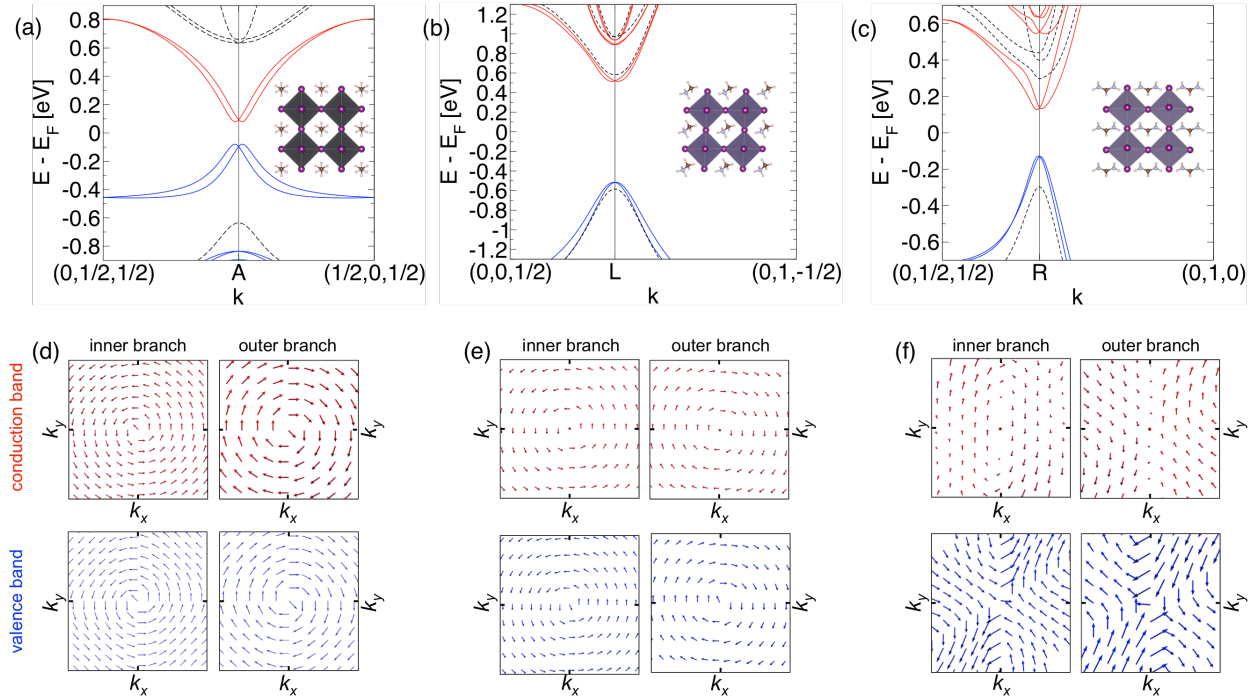 (a)
E - E_F [eV]
0.8
0.6
0.4
0.2
0
-0.2
-0.4
-0.6
-0.8
(0,1/2,1/2)
A
(1/2,0,1/2)
k
(b)
E - E_F [eV]
1.2
1
0.8
0.6
0.4
0.2
0
-0.2
-0.4
-0.6
-0.8
-1
-1.2
(0,0,1/2)
L
(0,1,-1/2)
k
(c)
E - E_F [eV]
0.6
0.4
0.2
0
-0.2
-0.4
-0.6
(0,1/2,1/2)
R
(0,1,0)
k
(d)
inner branch
outer branch
conduction band
k_y
k_y
k_x
k_x
valence band
k_y
k_y
k_x
k_x
(e)
inner branch
outer branch
k_y
k_x
k_x
k_y
k_x
k_x
(f)
inner branch
outer branch
k_y
k_y
k_x
k_x
k_y
k_y
k_x
k_x